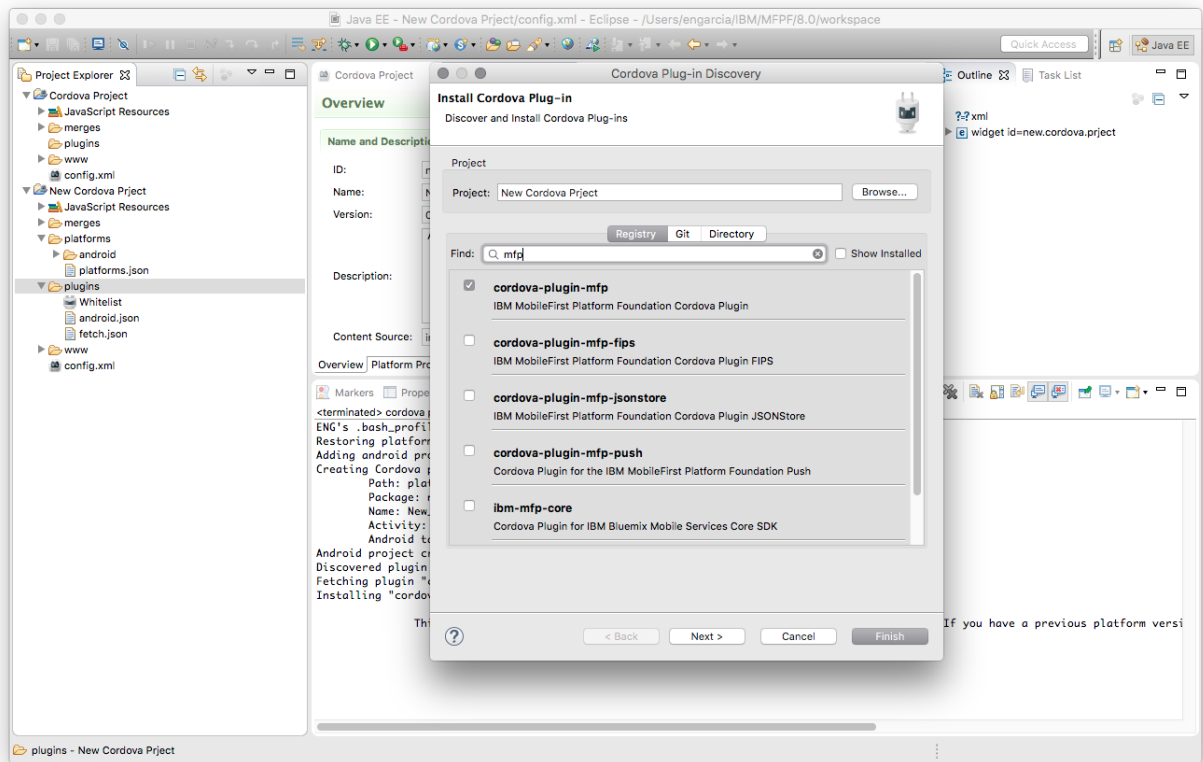 Java EE - New Cordova Prject/config.xml - Eclipse - /Users/engarcia/IBM/MFPF/8.0/workspace
Quick Access
Java EE
Project Explorer
Cordova Project
JavaScript Resources
merges
plugins
www
config.xml
New Cordova Prject
JavaScript Resources
merges
platforms
android
platforms.json
plugins
Whitelist
android.json
fetch.json
www
config.xml
Cordova Project
Overview
Name and Descripti
ID:
Name:
Version:
Description:
Content Source:
Overview
Platform Pro
Cordova Plug-in Discovery
Install Cordova Plug-in
Discover and Install Cordova Plug-ins
Project
Project: New Cordova Prject
Browse...
Registry Git Directory
Find: mfp
Show Installed
cordova-plugin-mfp
IBM MobileFirst Platform Foundation Cordova Plugin
cordova-plugin-mfp-fips
IBM MobileFirst Platform Foundation Cordova Plugin FIPS
cordova-plugin-mfp-jsonstore
IBM MobileFirst Platform Foundation Cordova Plugin JSONStore
cordova-plugin-mfp-push
Cordova Plugin for the IBM MobileFirst Platform Foundation Push
ibm-mfp-core
Cordova Plugin for IBM Bluemix Mobile Services Core SDK
< Back
Next >
Cancel
Finish
Outline
Task List
?=? xml
e widget id=new.cordova.prject
Markers
Prope
<terminated> cordova p
ENG's .bash_profil
Restoring platform
Adding android pro
Creating Cordova p
Path: plat
Package: n
Name: New_
Activity:
Android ta
Android project cr
Discovered plugin
Fetching plugin "c
Installing "cordov
Thi
If you have a previous platform versi
plugins - New Cordova Prject